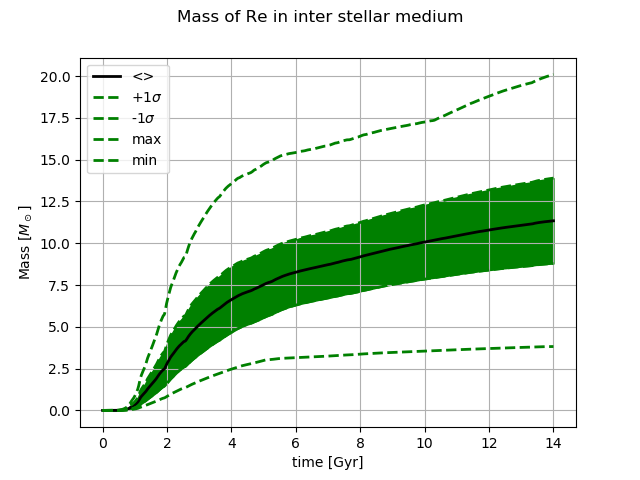 Mass of Re in inter stellar medium
<>
+1σ
-1σ
max
min
20.0
17.5
15.0
12.5
10.0
7.5
5.0
2.5
0.0
Mass [M⊙]
0 2 4 6 8 10 12 14
time [Gyr]